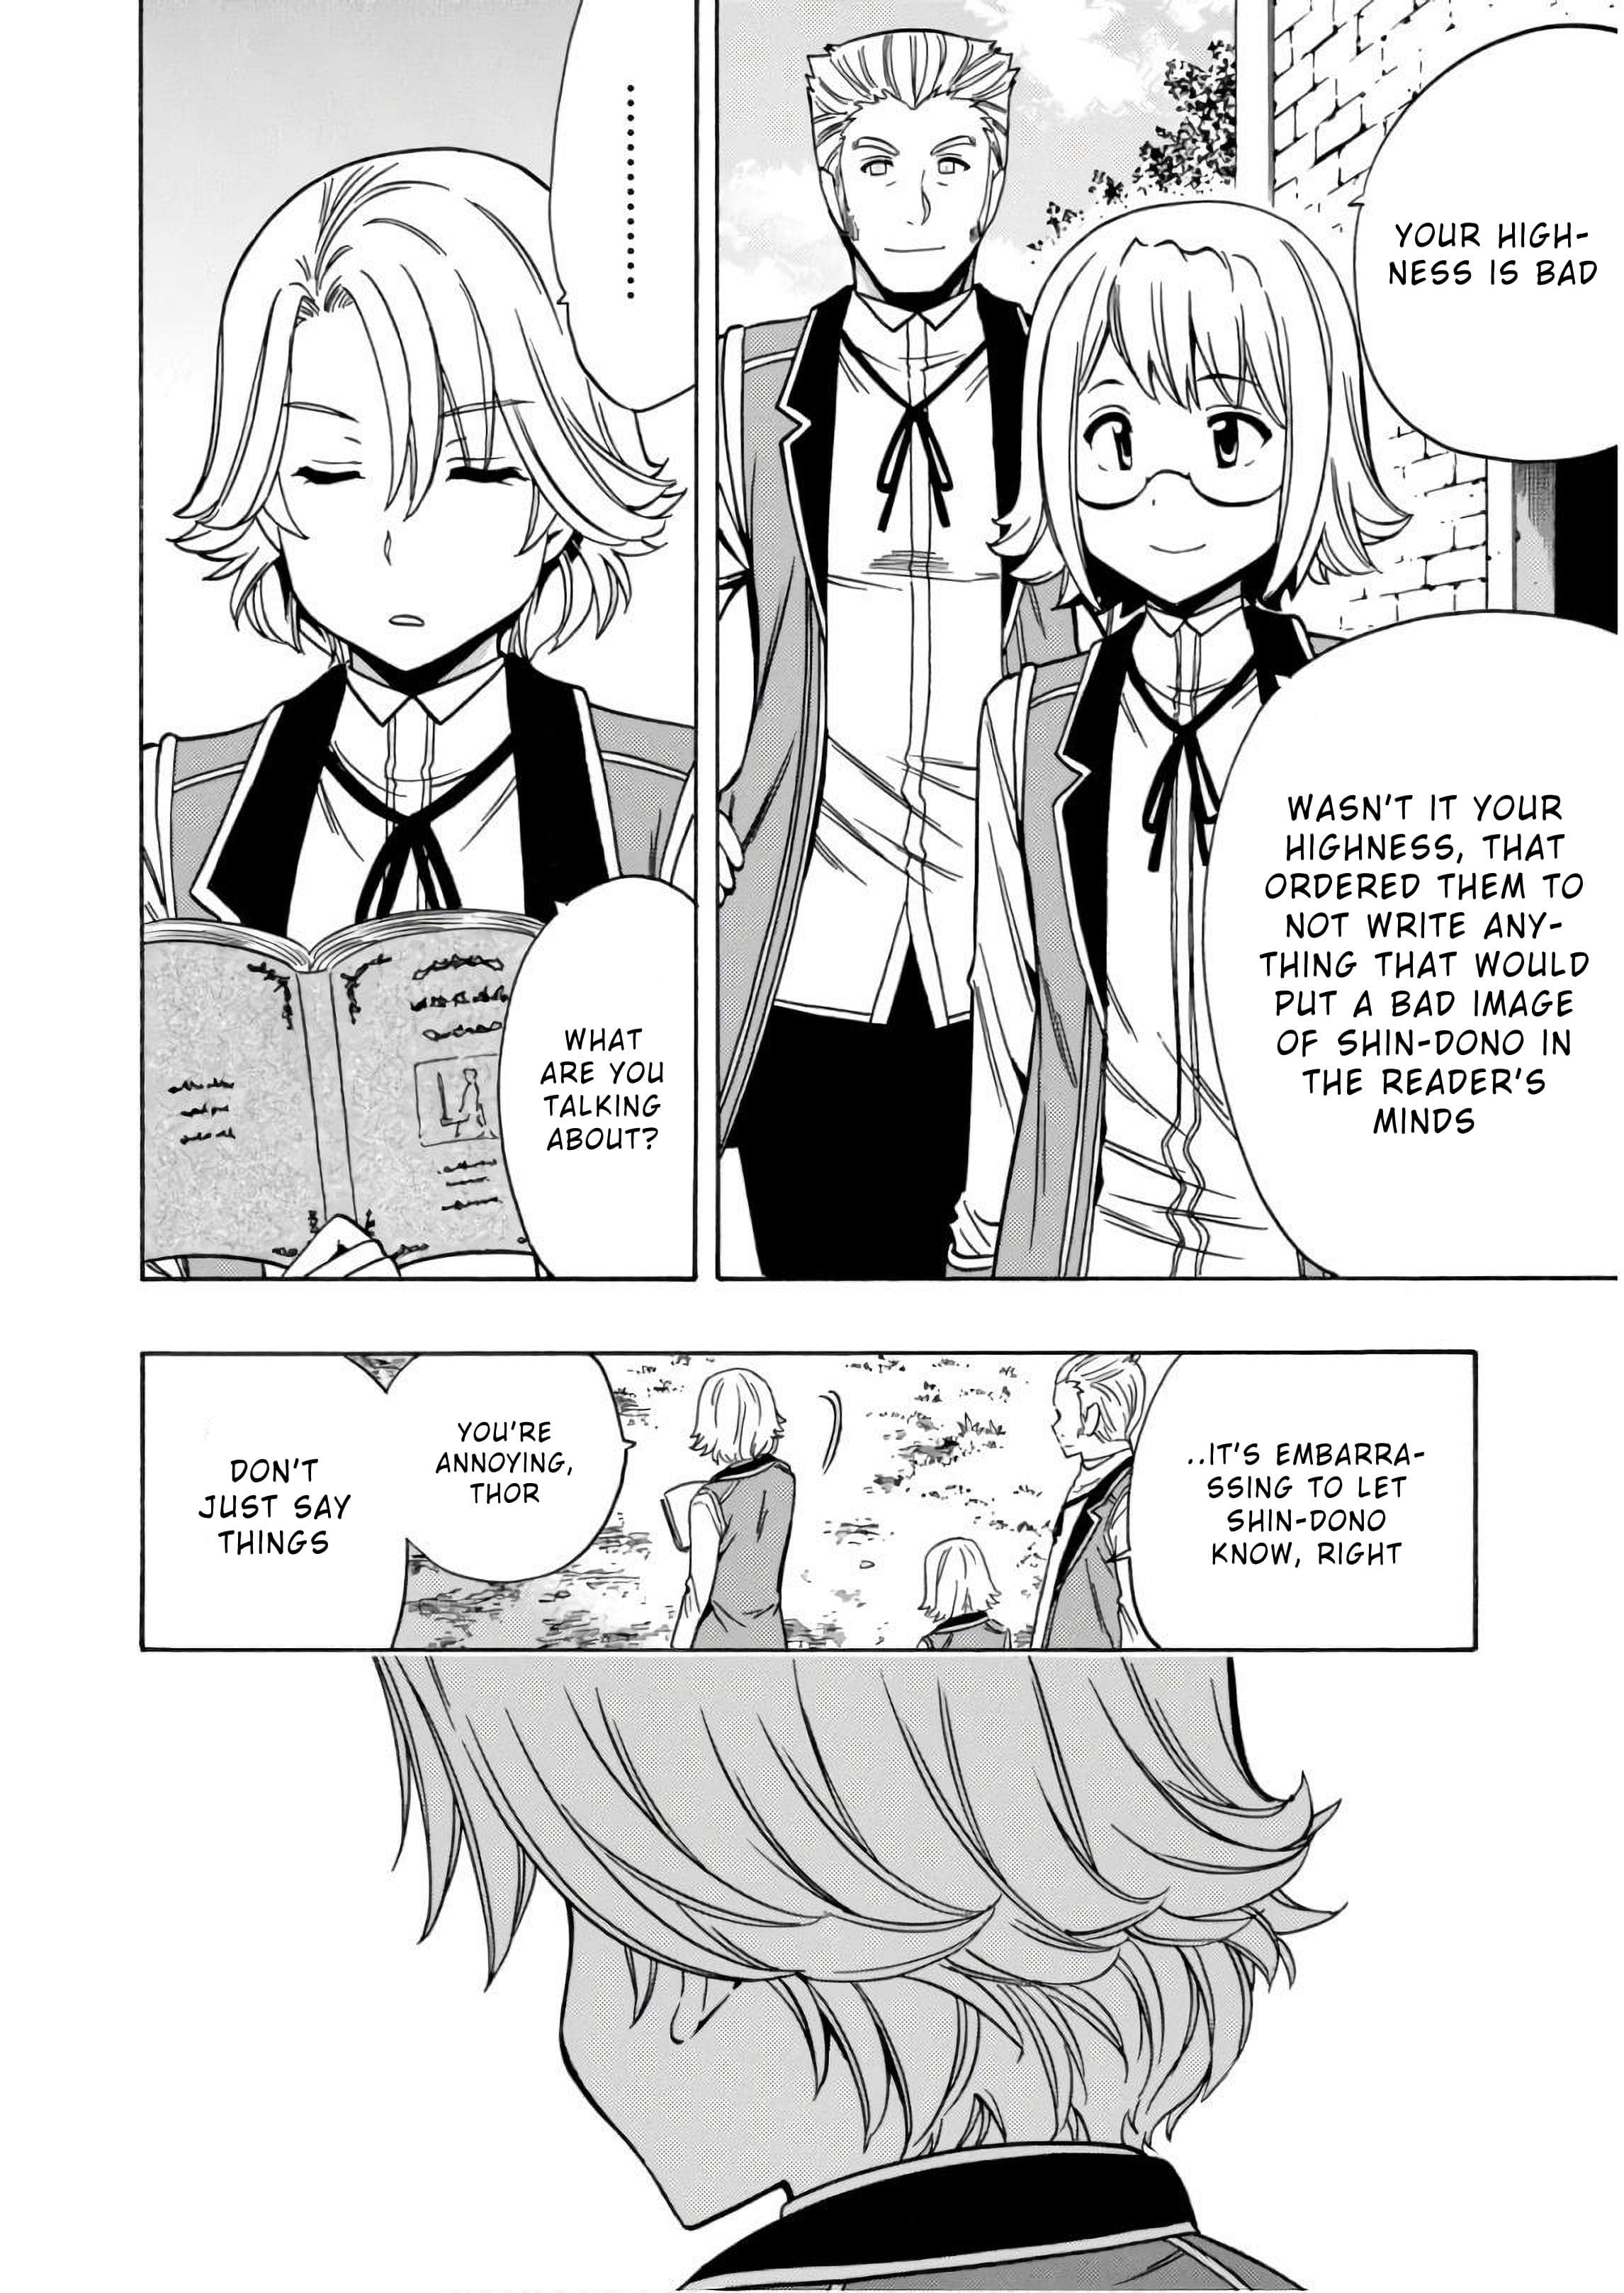 YOUR HIGH-
NESS IS BAD
WASN'T IT YOUR
HIGHNESS, THAT
ORDERED THEM TO
NOT WRITE ANY-
THING THAT WOULD
PUT A BAD IMAGE
OF SHIN-DONO IN
THE READER'S
MINDS
............
WHAT
ARE YOU
TALKING
ABOUT?
..IT'S EMBARRA-
SSING TO LET
SHIN-DONO
KNOW, RIGHT
YOU'RE
ANNOYING,
THOR
DON'T
JUST SAY
THINGS